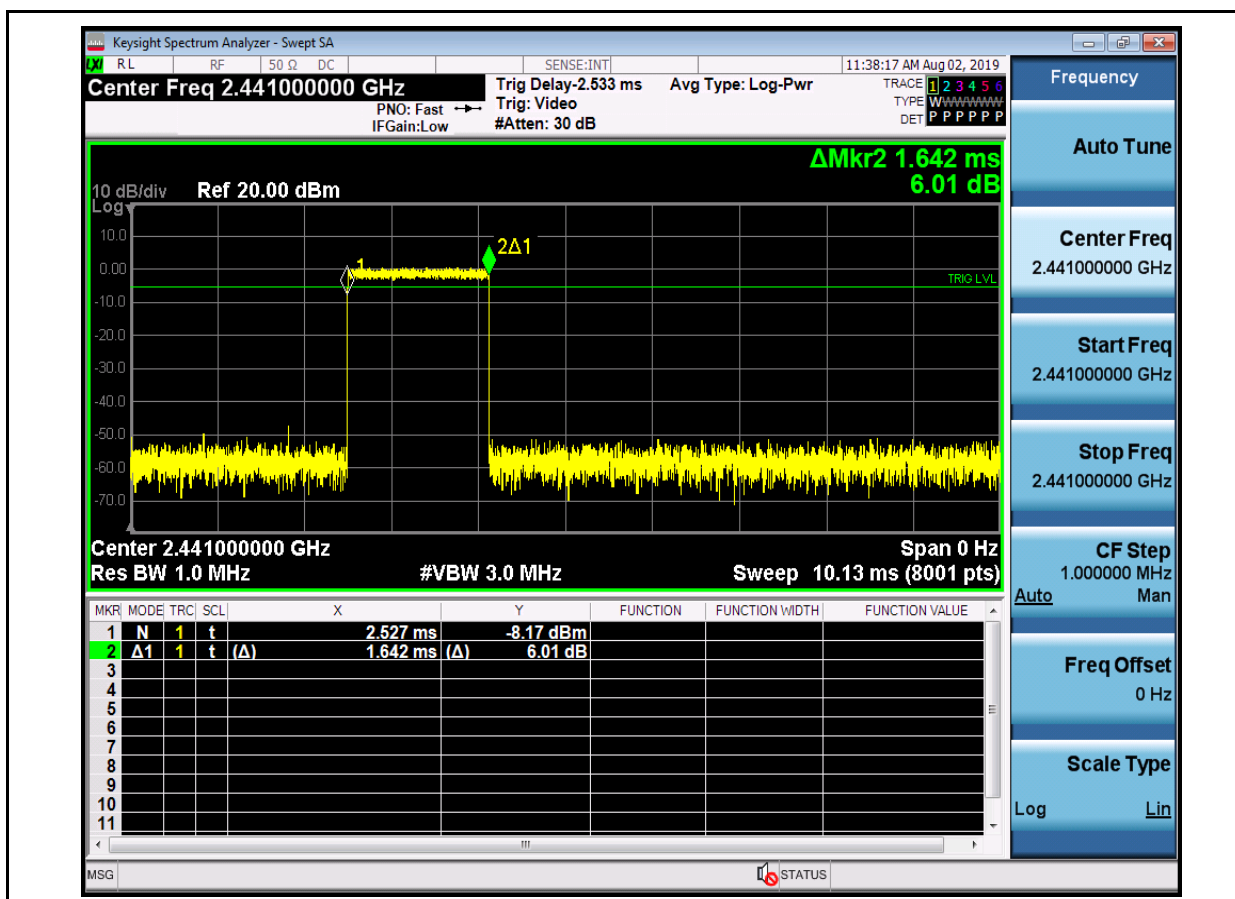 Keysight Spectrum Analyzer - Swept SA
LXI RL RF 50 Ω DC SENSE:INT 11:38:17 AM Aug 02, 2019
Center Freq 2.441000000 GHz
PNO: Fast
IFGain:Low
Trig Delay-2.533 ms
Trig: Video
#Atten: 30 dB
Avg Type: Log-Pwr
TRACE 1 2 3 4 5 6
TYPE WWWWWW
DET P P P P P P
ΔMkr2 1.642 ms
6.01 dB
10 dB/div Ref 20.00 dBm
Log
10.0
0.00
-10.0
-20.0
-30.0
-40.0
-50.0
-60.0
-70.0
1
2Δ1
TRIG LVL
Center 2.441000000 GHz Span 0 Hz
Res BW 1.0 MHz #VBW 3.0 MHz Sweep 10.13 ms (8001 pts)
MKR MODE TRC SCL X Y FUNCTION FUNCTION WIDTH FUNCTION VALUE
1 N 1 t 2.527 ms -8.17 dBm
2 Δ1 1 t (Δ) 1.642 ms (Δ) 6.01 dB
3
4
5
6
7
8
9
10
11
MSG STATUS
Frequency
Auto Tune
Center Freq
2.441000000 GHz
Start Freq
2.441000000 GHz
Stop Freq
2.441000000 GHz
CF Step
1.000000 MHz
Auto Man
Freq Offset
0 Hz
Scale Type
Log Lin